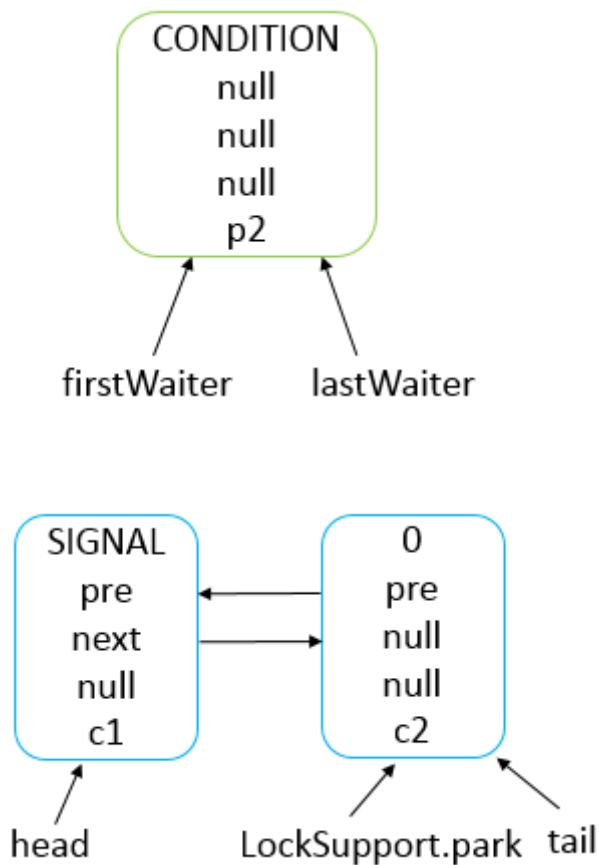 CONDITION
null
null
null
p2
firstWaiter lastWaiter
SIGNAL
pre
next
null
c1
0
pre
null
null
c2
head LockSupport.park tail